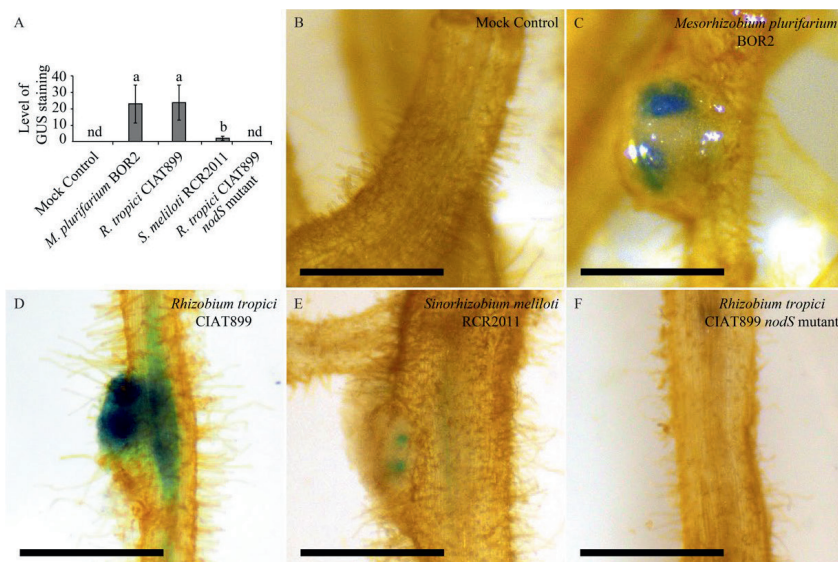 A
Level of
GUS staining
40
30
20
10
0
nd
a
a
b
nd
Mock Control
M. plurifarium BOR2
R. tropici CIAT899
S. meliloti RCR2011
R. tropici CIAT899
nodS mutant
B
Mock Control
C
Mesorhizobium plurifarium
BOR2
D
Rhizobium tropici
CIAT899
E
Sinorhizobium meliloti
RCR2011
F
Rhizobium tropici
CIAT899 nodS mutant